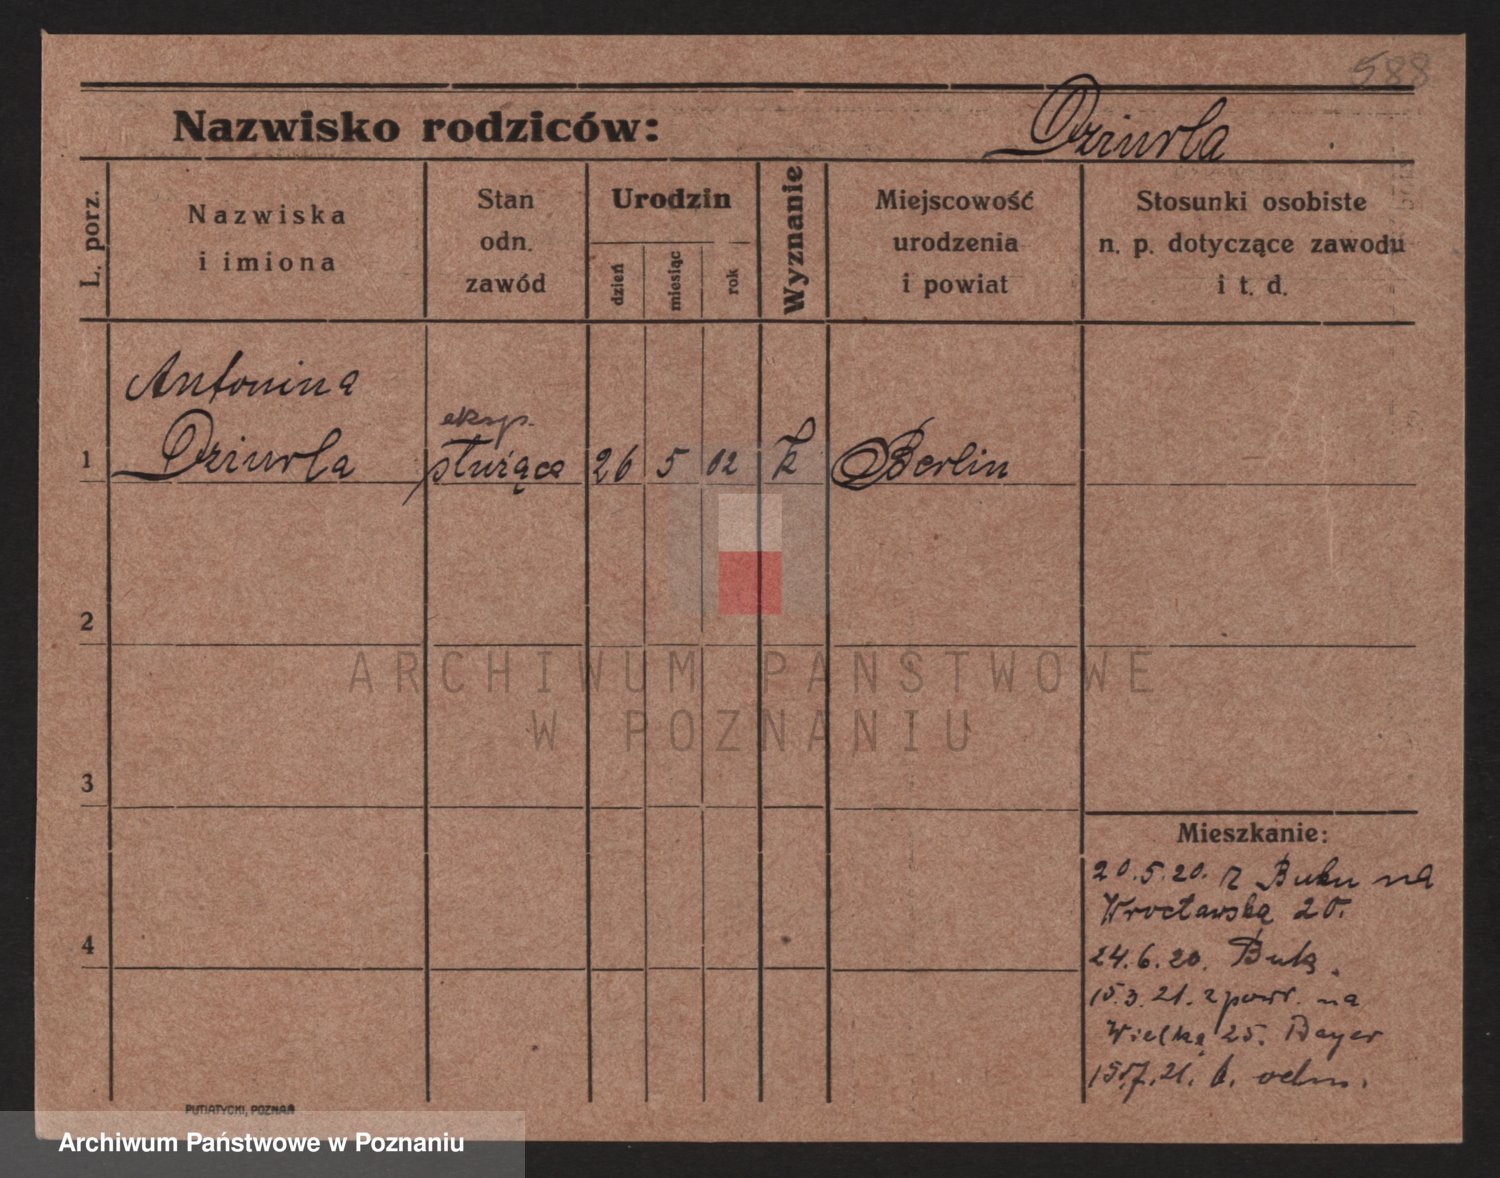 588
Nazwisko rodziców: Dziurla
L. porz.
Nazwiska
i imiona
Stan
odn.
zawód
Urodzin
dzień
miesiąc
rok
Wyznanie
Miejscowość
urodzenia
i powiat
Stosunki osobiste
n. p. dotyczące zawodu
i t. d.
Antonina
eksp.
1 Dziurla służąca 26 5 02 k Berlin
2
ARCHIWUM PAŃSTWOWE
W POZNANIU
3
Mieszkanie:
20.5.20. z Buku na
Wrocławską 20.
4
24.6.20. Buk.
15.3.21. z powr. na
Wielką 25. Bayer
15.7.21. b. odm.
PUTIATYCKI, POZNAŃ
Archiwum Państwowe w Poznaniu